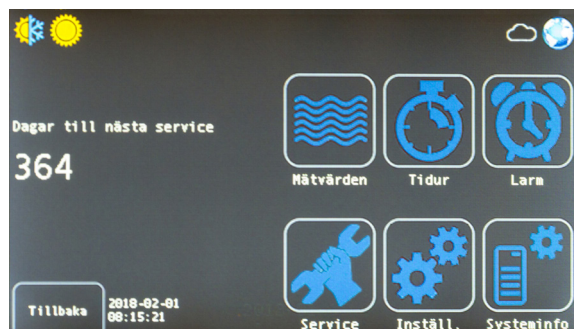 Dagar till nästa service
364
Mätvärden
Tidur
Larm
Service
Inställ.
Systeminfo
Tillbaka
2018-02-01
08:15:21